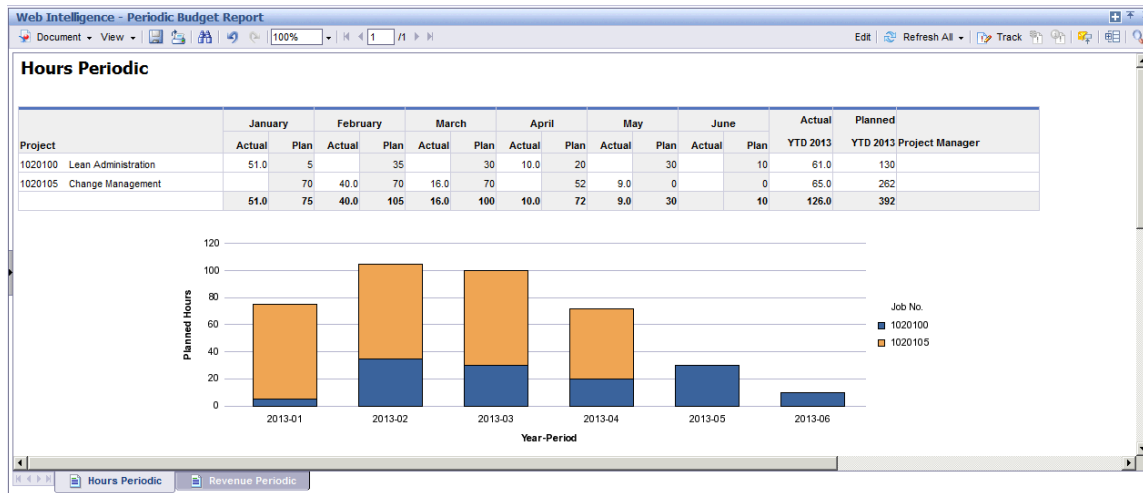 Web Intelligence - Periodic Budget Report
Document View 100% 1 /1 Edit Refresh All Track
Hours Periodic
January February March April May June Actual Planned
Project Actual Plan Actual Plan Actual Plan Actual Plan Actual Plan Actual Plan YTD 2013 YTD 2013 Project Manager
1020100 Lean Administration 51.0 5 35 30 10.0 20 30 10 61.0 130
1020105 Change Management 70 40.0 70 16.0 70 52 9.0 0 0 65.0 262
51.0 75 40.0 105 16.0 100 10.0 72 9.0 30 10 126.0 392
120
100
80
60
40
20
0
Planned Hours
2013-01 2013-02 2013-03 2013-04 2013-05 2013-06
Year-Period
Job No.
1020100
1020105
Hours Periodic Revenue Periodic